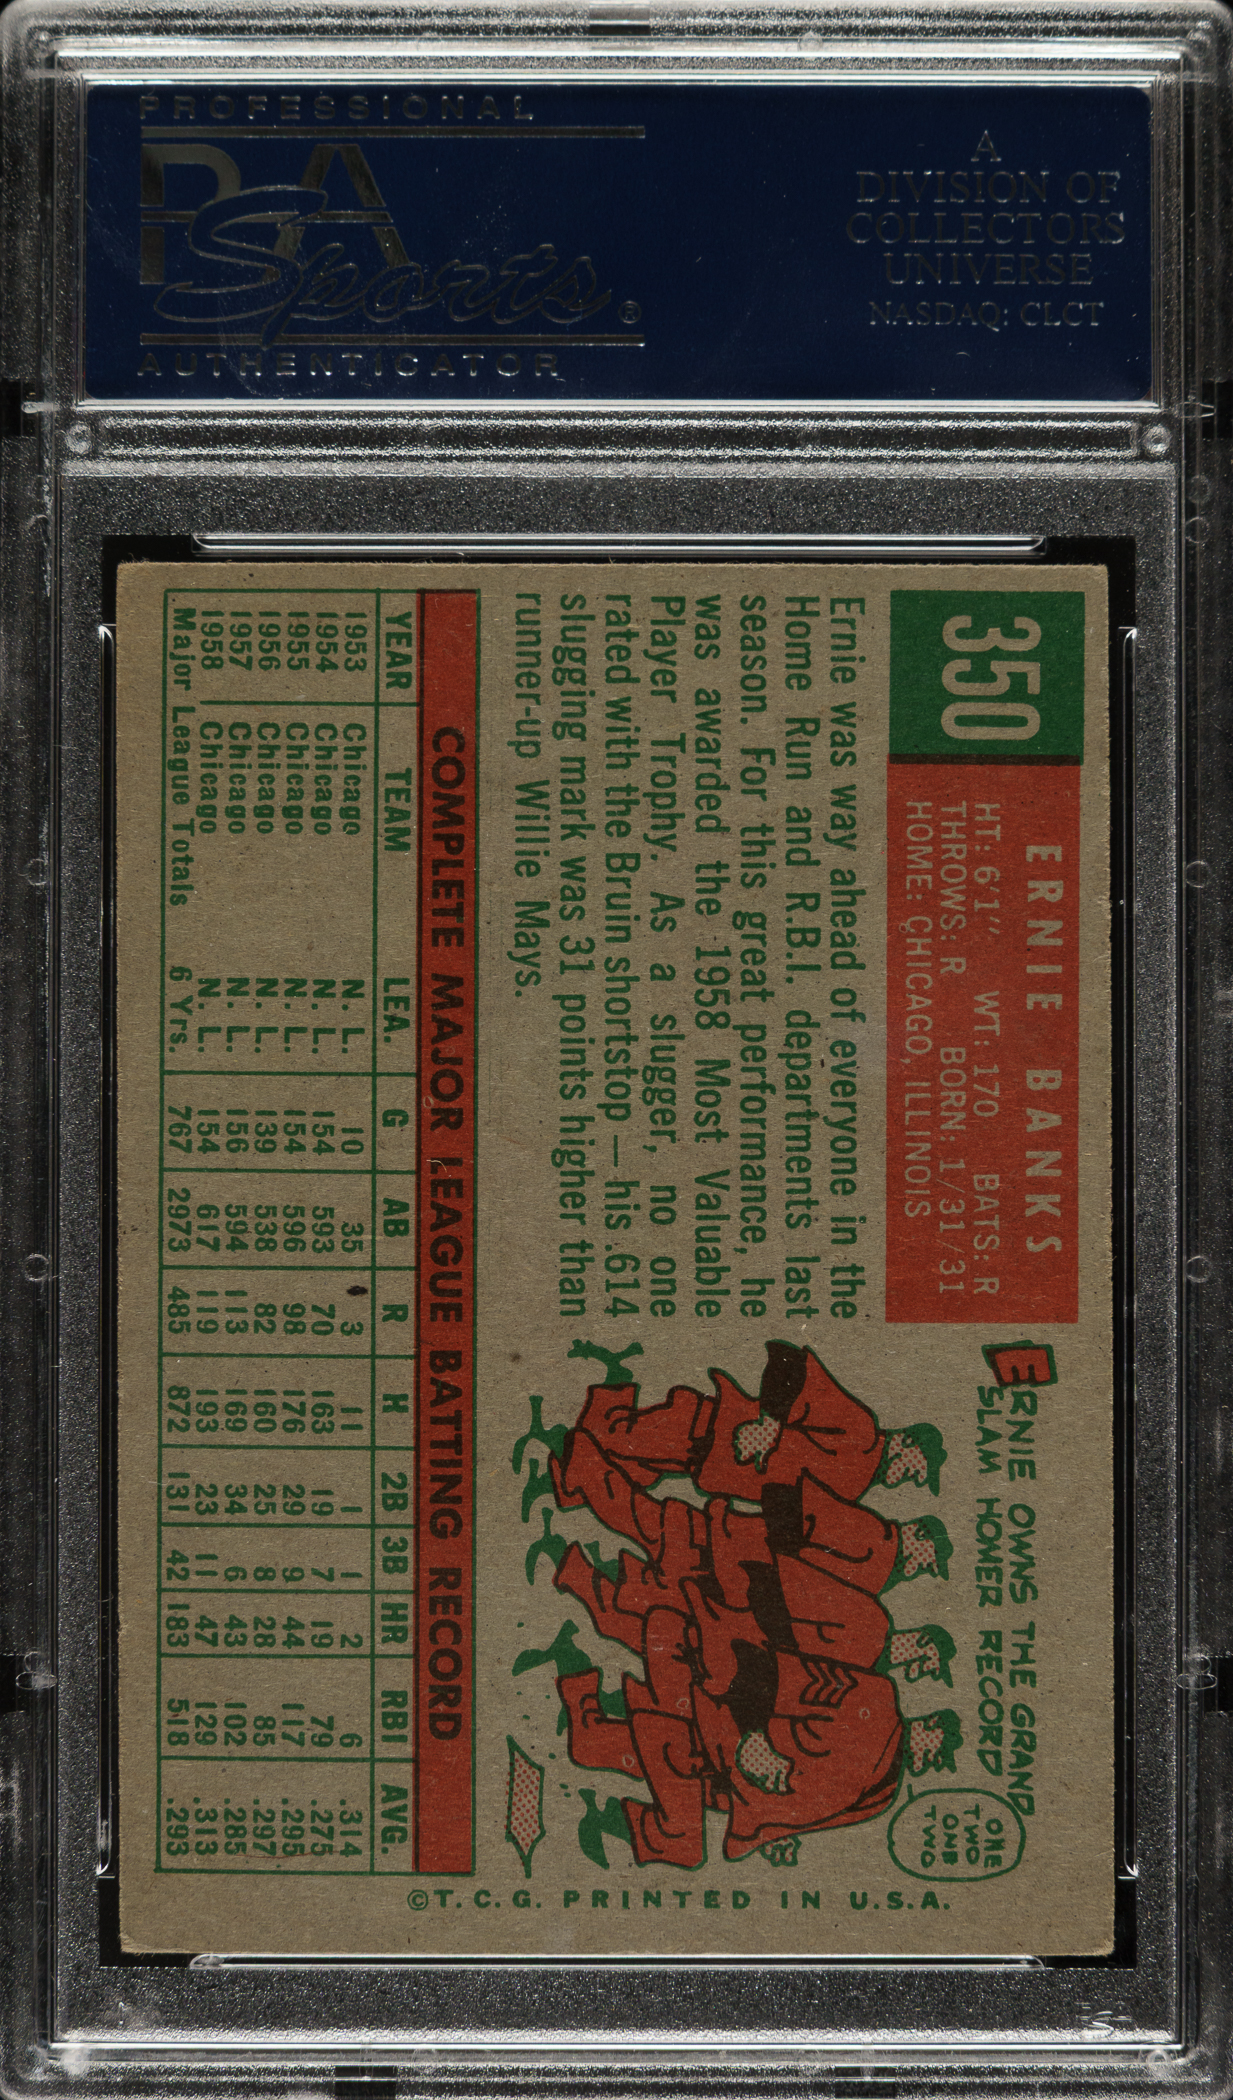 PROFESSIONAL
PSA
Sports®
AUTHENTICATOR
A
DIVISION OF
COLLECTORS
UNIVERSE
NASDAQ: CLCT
350
ERNIE BANKS
HT: 6'1" WT: 170 BATS: R
THROWS: R BORN: 1/31/31
HOME: CHICAGO, ILLINOIS
Ernie was way ahead of everyone in the
Home Run and R.B.I. departments last
season. For this great performance, he
was awarded the 1958 Most Valuable
Player Trophy. As a slugger, no one
rated with the Bruin shortstop—his .614
slugging mark was 31 points higher than
runner-up Willie Mays.
ERNIE OWNS THE GRAND
SLAM HOMER RECORD
ONE
TWO
ONE
TWO
COMPLETE MAJOR LEAGUE BATTING RECORD
YEAR TEAM LEA. G AB R H 2B 3B HR RBI AVG.
1953 Chicago N. L. 10 35 3 11 1 1 2 6 .314
1954 Chicago N. L. 154 593 70 163 19 7 19 79 .275
1955 Chicago N. L. 154 596 98 176 29 9 44 117 .295
1956 Chicago N. L. 139 538 82 160 25 8 28 85 .297
1957 Chicago N. L. 156 594 113 169 34 6 43 102 .285
1958 Chicago N. L. 154 617 119 193 23 11 47 129 .313
Major League Totals 6 Yrs. 767 2973 485 872 131 42 183 518 .293
©T.C.G. PRINTED IN U.S.A.